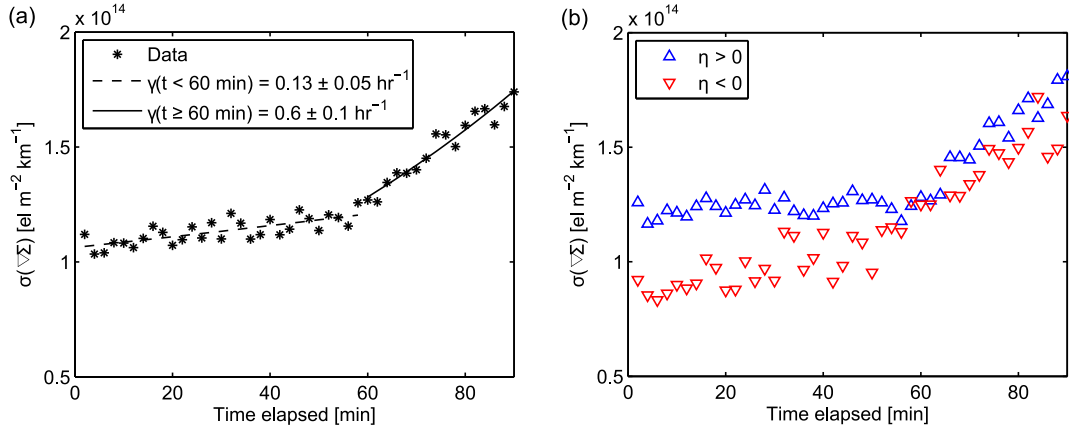 (a)
x 10^14
2
1.5
1
0.5
0 20 40 60 80
Time elapsed [min]
σ(▽Σ) [el m^-2 km^-1]
Data
γ(t < 60 min) = 0.13 ± 0.05 hr^-1
γ(t ≥ 60 min) = 0.6 ± 0.1 hr^-1
(b)
x 10^14
2
1.5
1
0.5
0 20 40 60 80
Time elapsed [min]
σ(▽Σ) [el m^-2 km^-1]
η > 0
η < 0